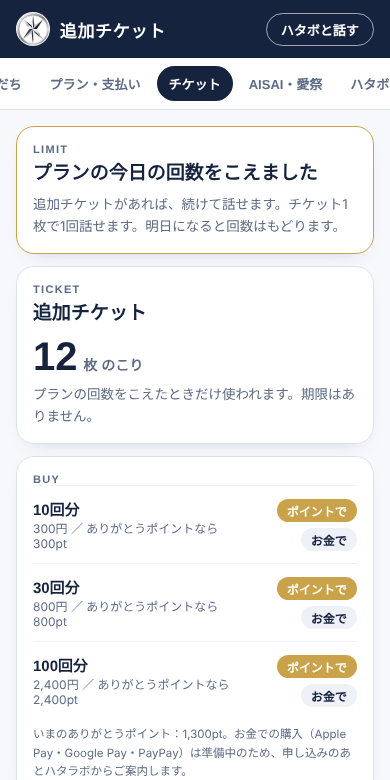 追加チケット
ハタボと話す
だち
プラン・支払い
チケット
AISAI・愛祭
ハタボ
LIMIT
プランの今日の回数をこえました
追加チケットがあれば、続けて話せます。チケット1
枚で1回話せます。明日になると回数はもどります。
TICKET
追加チケット
12 枚 のこり
プランの回数をこえたときだけ使われます。期限はあ
りません。
BUY
10回分
300円 ／ ありがとうポイントなら
300pt
ポイントで
お金で
30回分
800円 ／ ありがとうポイントなら
800pt
ポイントで
お金で
100回分
2,400円 ／ ありがとうポイントなら
2,400pt
ポイントで
お金で
いまのありがとうポイント：1,300pt。お金での購入（Apple
Pay・Google Pay・PayPay）は準備中のため、申し込みのあ
とハタラボからご案内します。